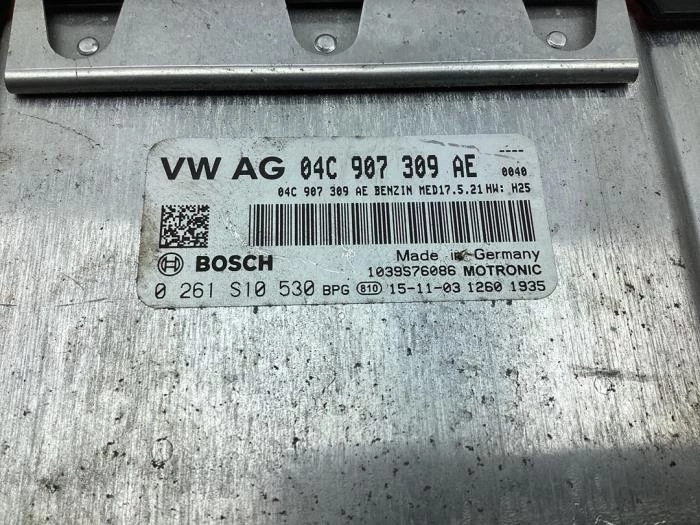 VW AG 04C 907 309 AE ----
0040
04C 907 309 AE BENZIN MED17.5.21 HW: H25
BOSCH Made in Germany
1039S76086 MOTRONIC
0 261 S10 530 BPG 810 15-11-03 1260 1935